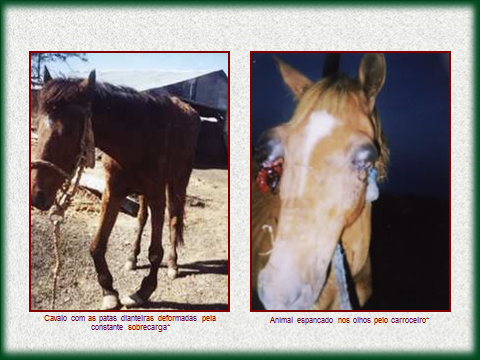 Cavalo com as patas dianteiras deformadas pela
constante sobrecarga"
Animal espancado nos olhos pelo carroceiro"